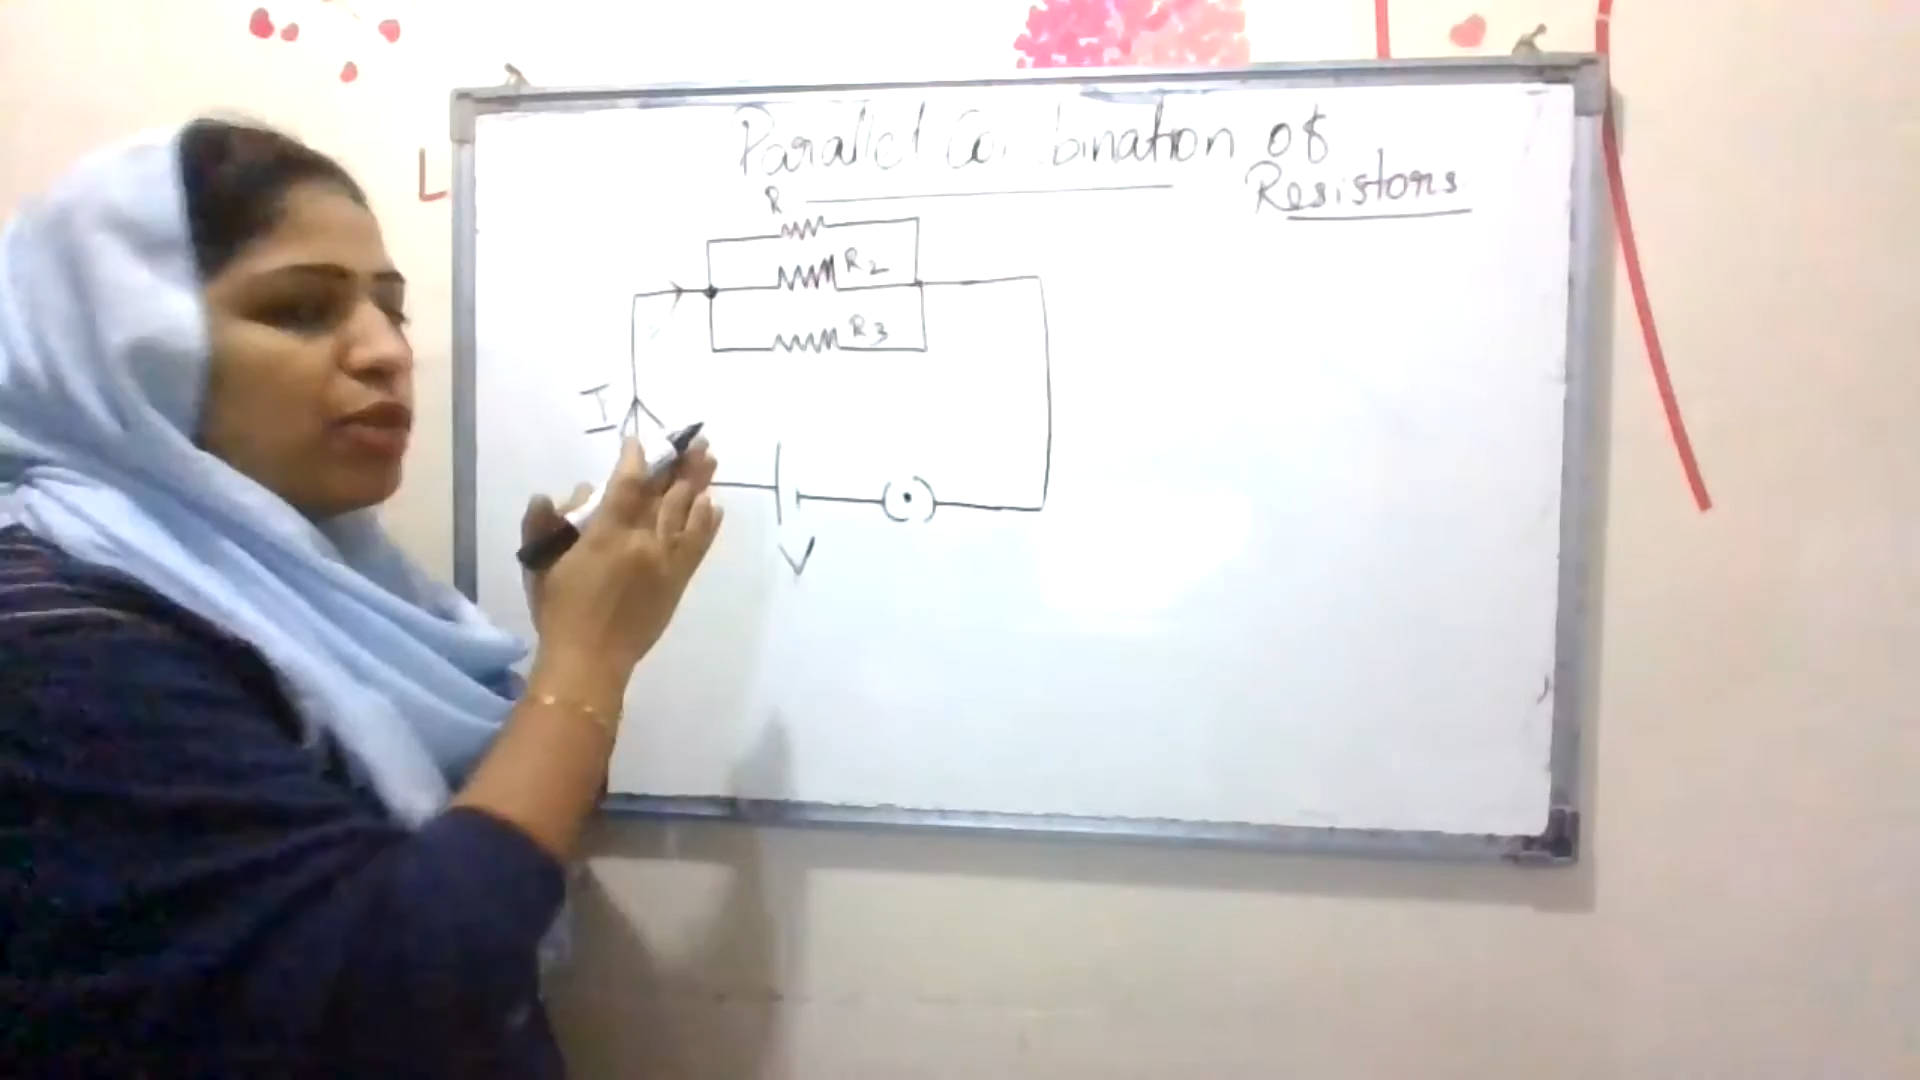 Parallel Combination of
Resistors
R
R2
R3
I
V